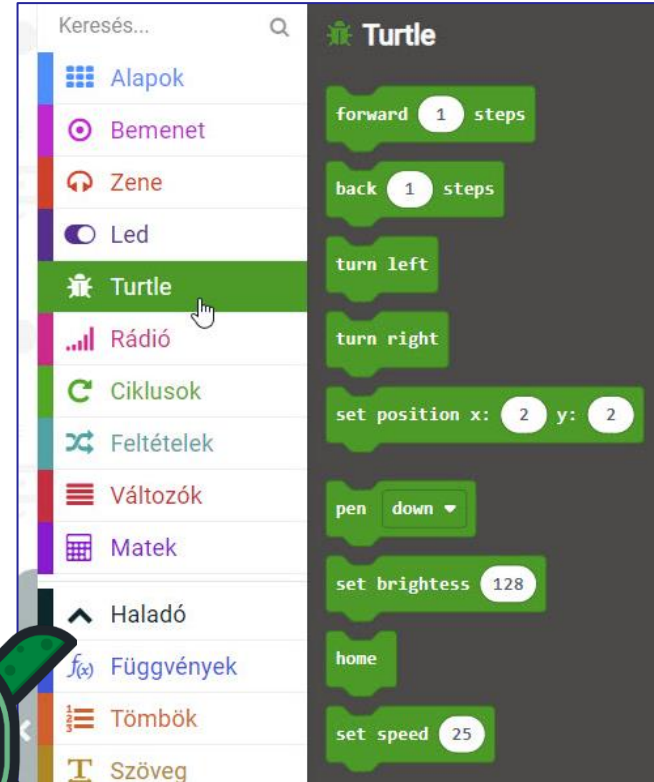 Keresés...
Alapok
Bemenet
Zene
Led
Turtle
Rádió
Ciklusok
Feltételek
Változók
Matek
Haladó
f(x) Függvények
Tömbök
Szöveg
Turtle
forward 1 steps
back 1 steps
turn left
turn right
set position x: 2 y: 2
pen down
set brightess 128
home
set speed 25